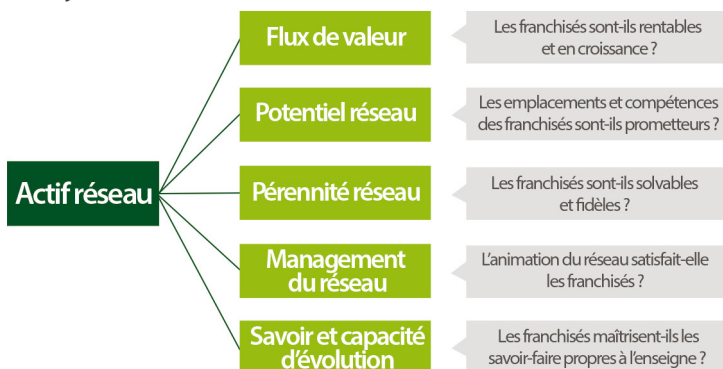 Actif réseau
Flux de valeur
Les franchisés sont-ils rentables
et en croissance ?
Potentiel réseau
Les emplacements et compétences
des franchisés sont-ils prometteurs ?
Pérennité réseau
Les franchisés sont-ils solvables
et fidèles ?
Management
du réseau
L'animation du réseau satisfait-elle
les franchisés ?
Savoir et capacité
d'évolution
Les franchisés maîtrisent-ils les
savoir-faire propres à l'enseigne ?